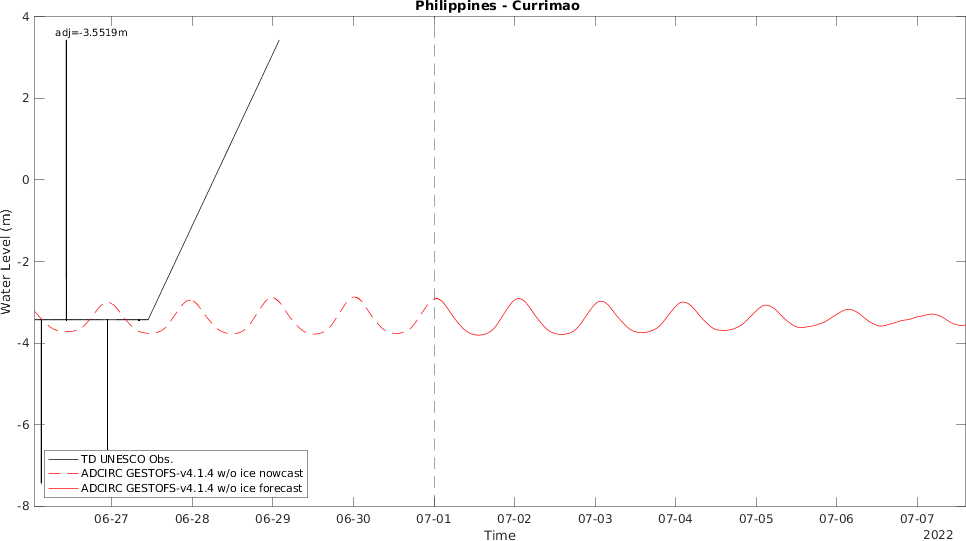 Philippines - Currimao
adj=-3.5519m
4
2
0
-2
-4
-6
-8
Water Level (m)
TD UNESCO Obs.
ADCIRC GESTOFS-v4.1.4 w/o ice nowcast
ADCIRC GESTOFS-v4.1.4 w/o ice forecast
06-27 06-28 06-29 06-30 07-01 07-02 07-03 07-04 07-05 07-06 07-07
Time
2022